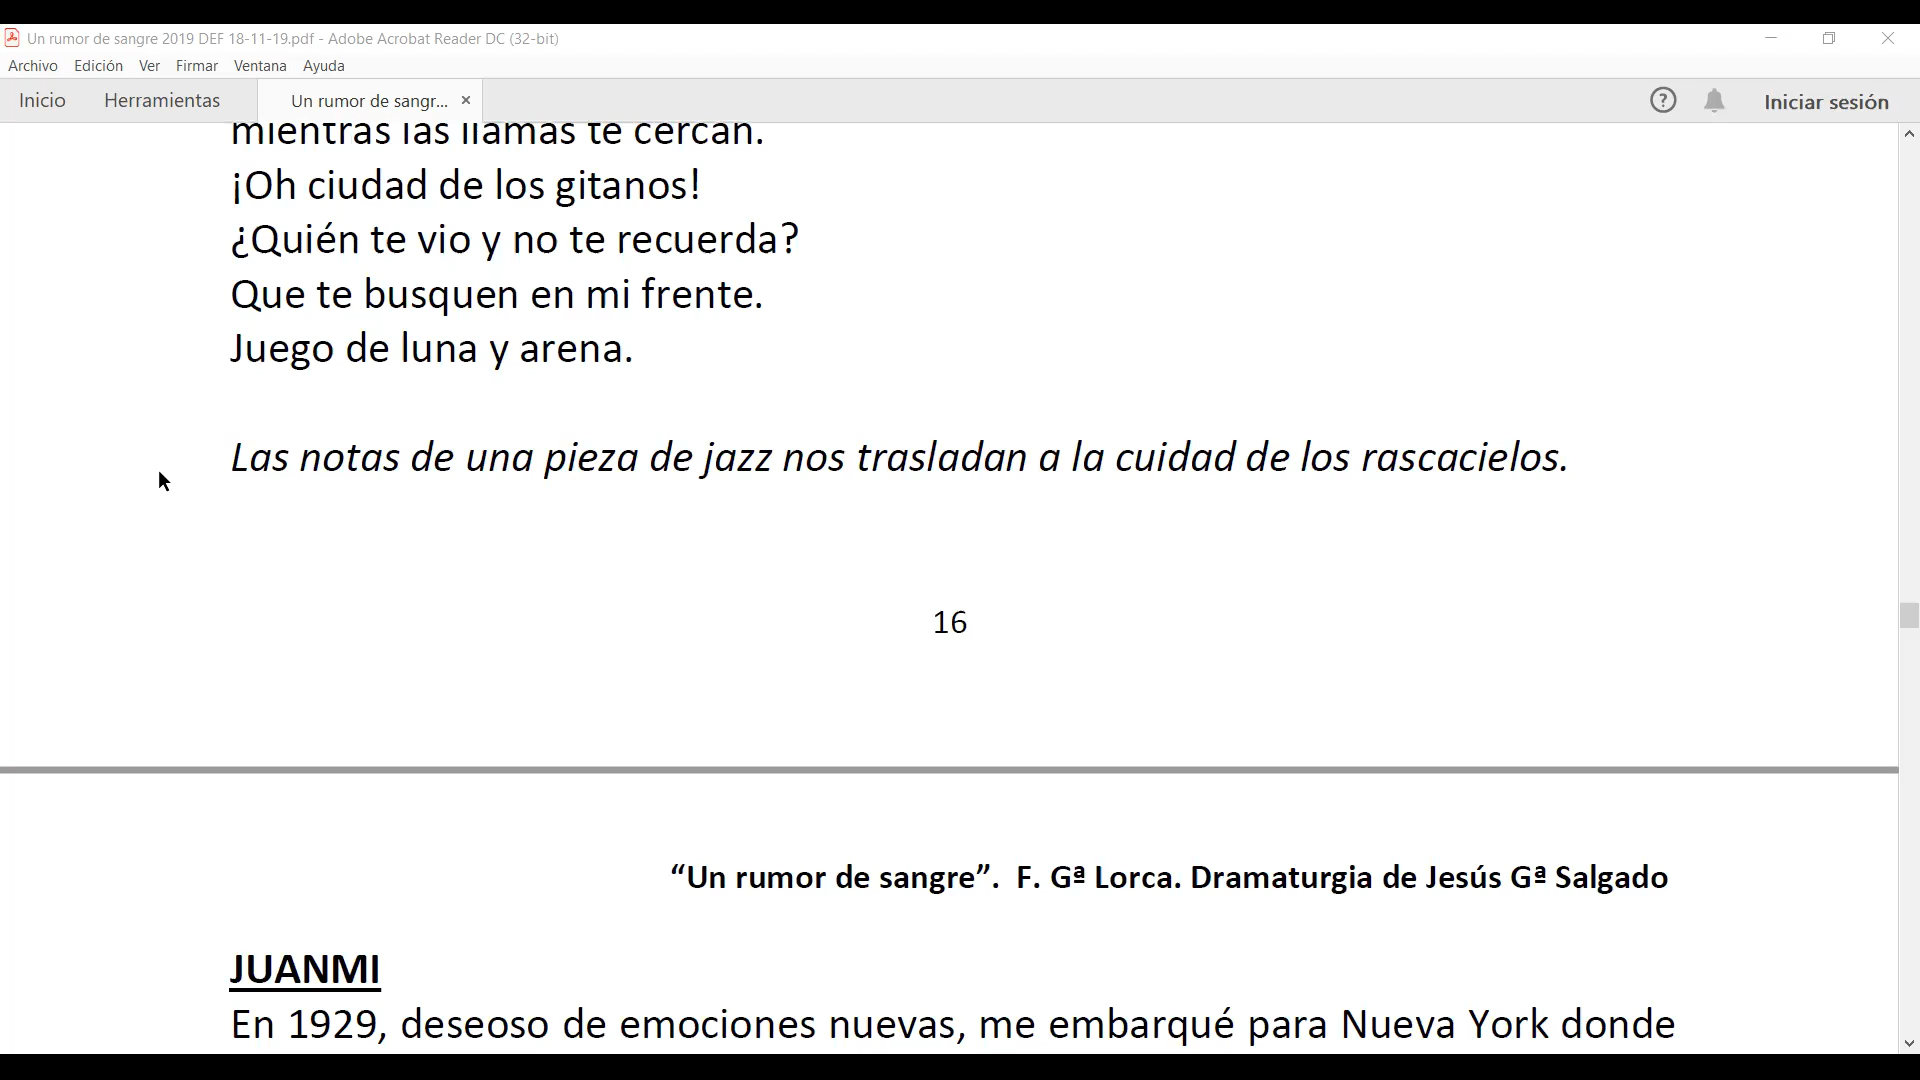 Un rumor de sangre 2019 DEF 18-11-19.pdf - Adobe Acrobat Reader DC (32-bit)
Archivo Edición Ver Firmar Ventana Ayuda
Inicio Herramientas Un rumor de sangr... × ? Iniciar sesión
mientras las llamas te cercan.
¡Oh ciudad de los gitanos!
¿Quién te vio y no te recuerda?
Que te busquen en mi frente.
Juego de luna y arena.
Las notas de una pieza de jazz nos trasladan a la cuidad de los rascacielos.
16
“Un rumor de sangre”. F. Gª Lorca. Dramaturgia de Jesús Gª Salgado
JUANMI
En 1929, deseoso de emociones nuevas, me embarqué para Nueva York donde